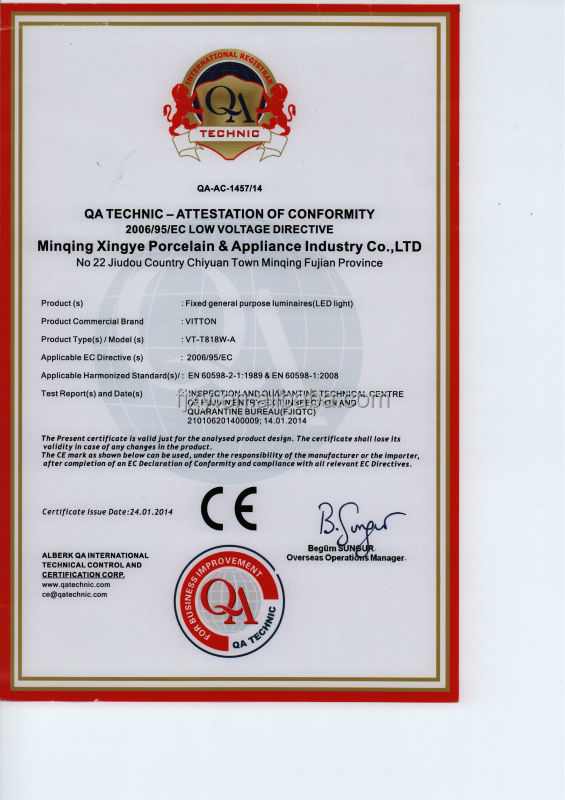 INTERNATIONAL REGISTRAR
QA
TECHNIC
QA-AC-1457/14
QA TECHNIC – ATTESTATION OF CONFORMITY
2006/95/EC LOW VOLTAGE DIRECTIVE
Minqing Xingye Porcelain & Appliance Industry Co.,LTD
No 22 Jiudou Country Chiyuan Town Minqing Fujian Province
Product (s) : Fixed general purpose luminaires(LED light)
Product Commercial Brand : VITTON
Product Type(s) / Model (s) : VT-T818W-A
Applicable EC Directive (s) : 2006/95/EC
Applicable Harmonized Standard(s)/ : EN 60598-2-1:1989 & EN 60598-1:2008
Test Report(s) and Date(s) : INSPECTION AND QUARANTINE TECHNICAL CENTRE
INSPECTION AND
QUARANTINE BUREAU(FJIQTC)
210106201400009; 14.01.2014
The Present certificate is valid just for the analysed product design. The certificate shall lose its
validity in case of any changes in the product.
The CE mark as shown below can be used, under the responsibility of the manufacturer or the importer,
after completion of an EC Declaration of Conformity and compliance with all relevant EC Directives.
Certificate Issue Date:24.01.2014
CE
B. Sungur
Begüm SUNGUR
Overseas Operations Manager
ALBERK QA INTERNATIONAL
TECHNICAL CONTROL AND
CERTIFICATION CORP.
www.qatechnic.com
ce@qatechnic.com
FOR BUSINESS IMPROVEMENT
QA
QA TECHNIC